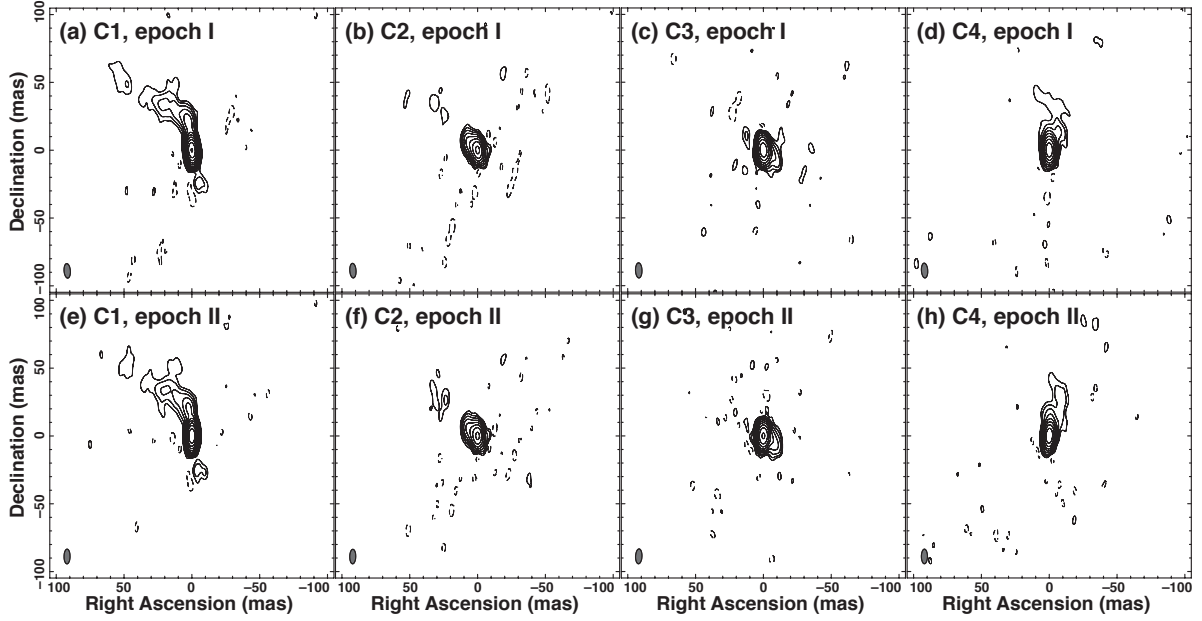 (a) C1, epoch I
(b) C2, epoch I
(c) C3, epoch I
(d) C4, epoch I
Declination (mas)
100
50
0
−50
−100
(e) C1, epoch II
(f) C2, epoch II
(g) C3, epoch II
(h) C4, epoch II
Declination (mas)
100
50
0
−50
−100
100 50 0 −50 100 50 0 −50 100 50 0 −50 100 50 0 −50 −100
Right Ascension (mas) Right Ascension (mas) Right Ascension (mas) Right Ascension (mas)